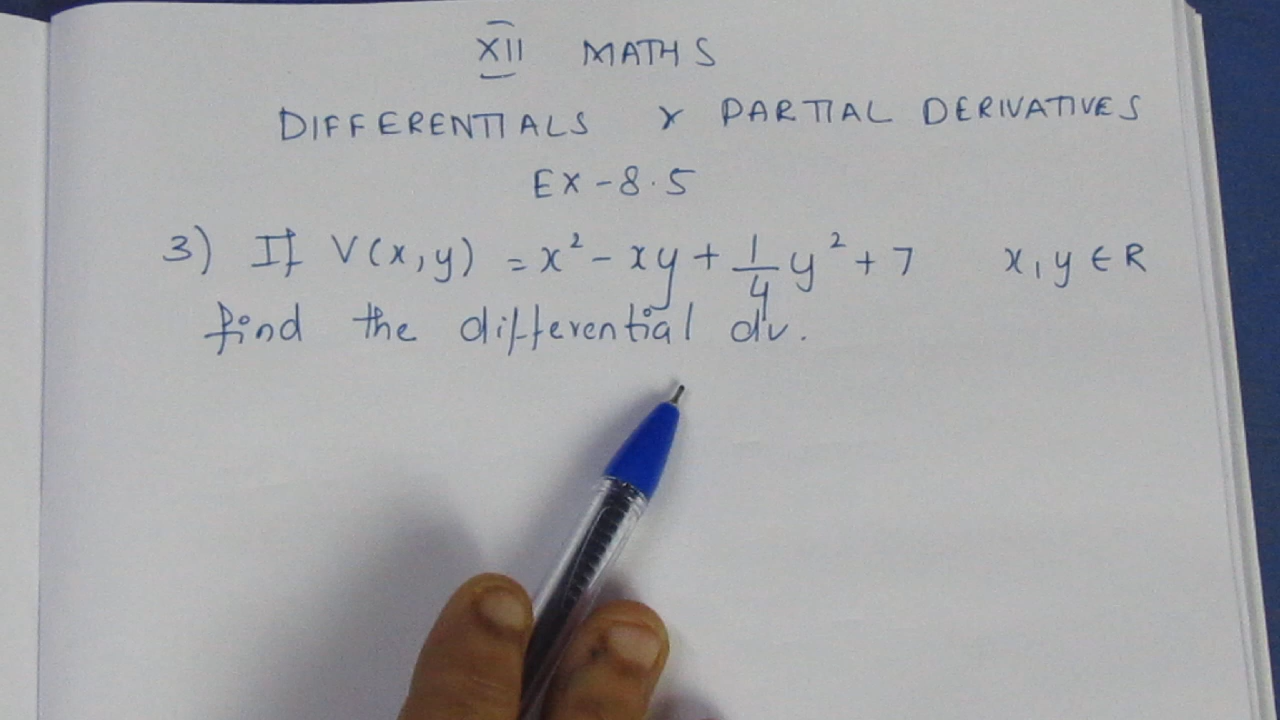 XII MATHS
DIFFERENTIALS & PARTIAL DERIVATIVES
EX-8.5
3) If V(x,y) = x² - xy + 1/4 y² + 7 x, y ∈ R
find the differential dv.